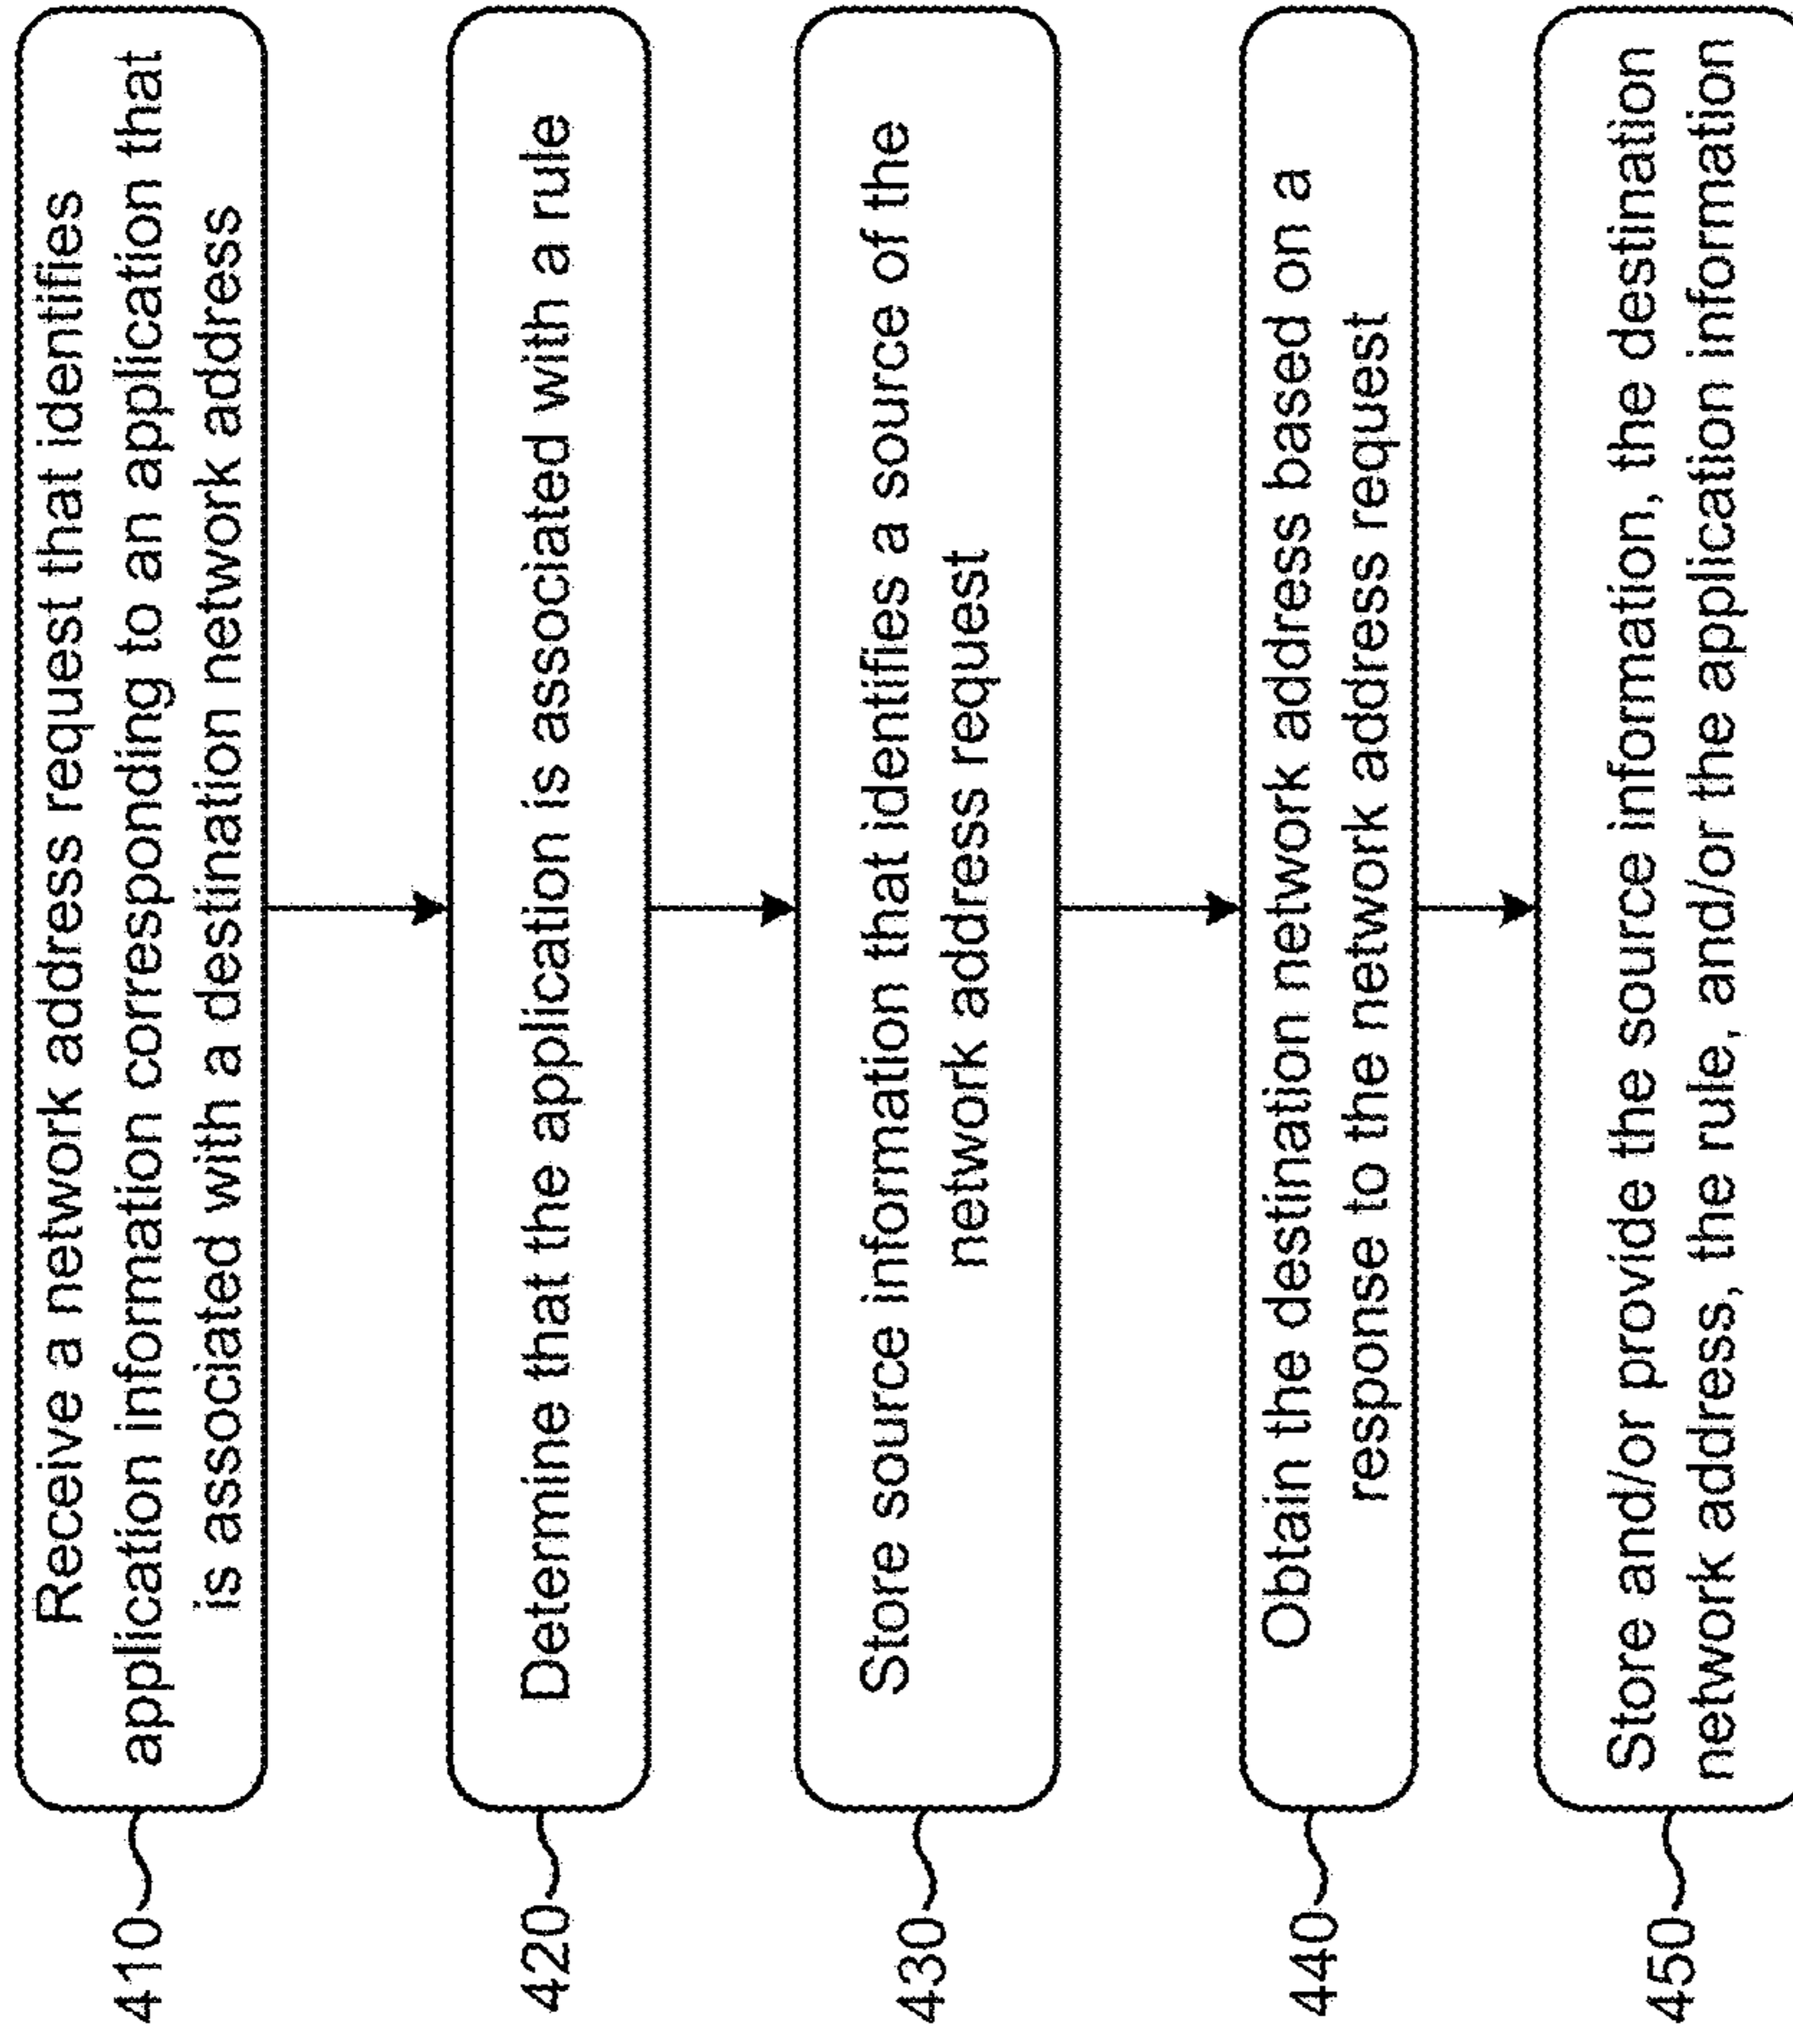 410
Receive a network address request that identifies
application information corresponding to an application that
is associated with a destination network address
420
Determine that the application is associated with a rule
430
Store source information that identifies a source of the
network address request
440
Obtain the destination network address based on a
response to the network address request
450
Store and/or provide the source information, the destination
network address, the rule, and/or the application information